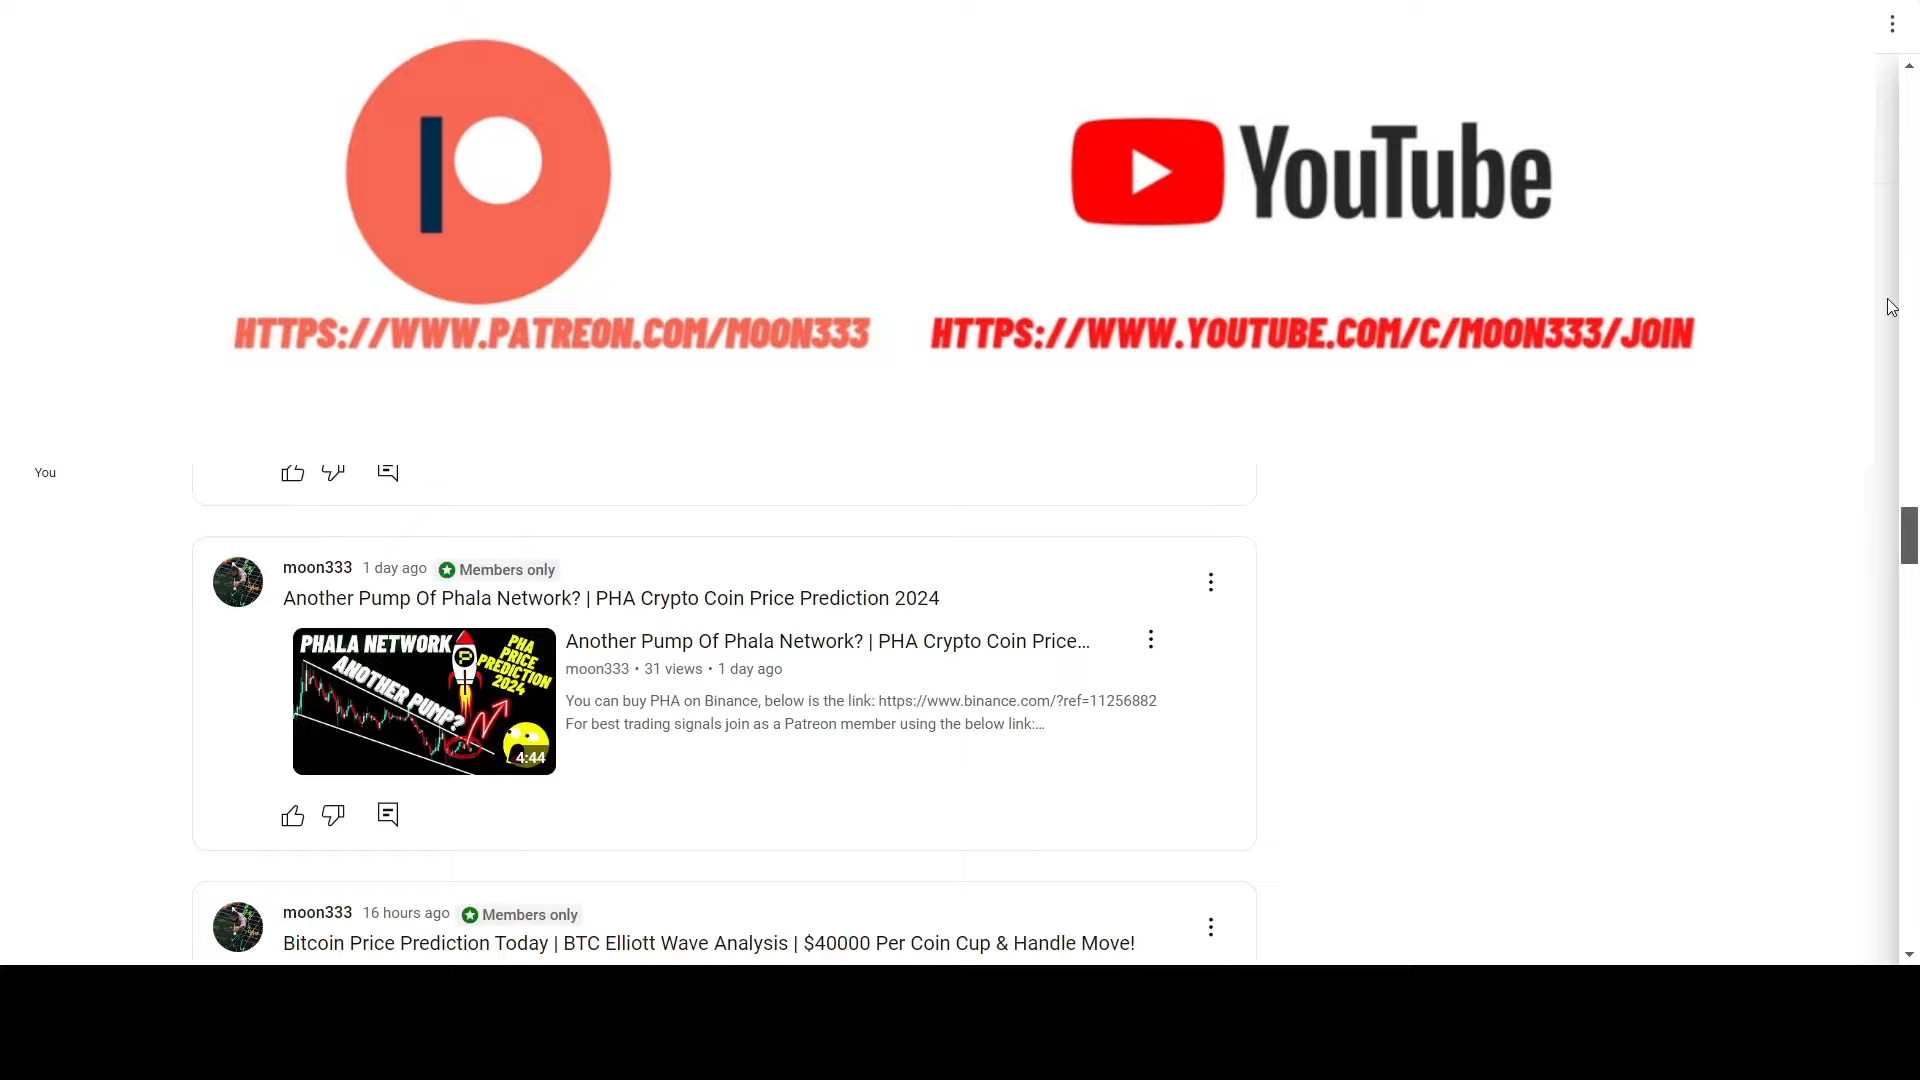 YouTube
HTTPS://WWW.PATREON.COM/MOON333
HTTPS://WWW.YOUTUBE.COM/C/MOON333/JOIN
You
moon333 1 day ago Members only
Another Pump Of Phala Network? | PHA Crypto Coin Price Prediction 2024
PHALA NETWORK
ANOTHER PUMP?
PHA
PRICE
PREDICTION
2024
4:44
Another Pump Of Phala Network? | PHA Crypto Coin Price...
moon333 • 31 views • 1 day ago
You can buy PHA on Binance, below is the link: https://www.binance.com/?ref=11256882
For best trading signals join as a Patreon member using the below link:...
moon333 16 hours ago Members only
Bitcoin Price Prediction Today | BTC Elliott Wave Analysis | $40000 Per Coin Cup & Handle Move!